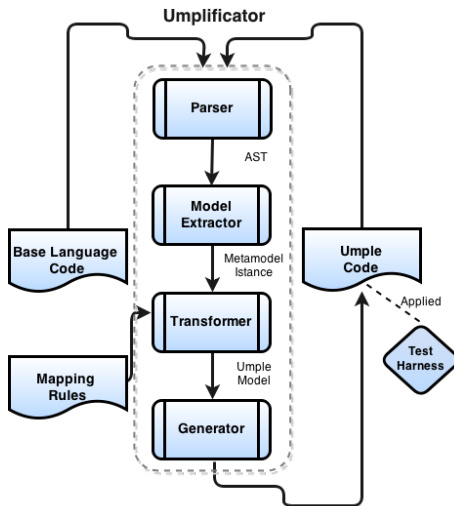 Umplificator
Parser
AST
Model
Extractor
Base Language
Code
Umple
Code
Metamodel
Istance
Applied
Transformer
Test
Harness
Umple
Model
Mapping
Rules
Generator